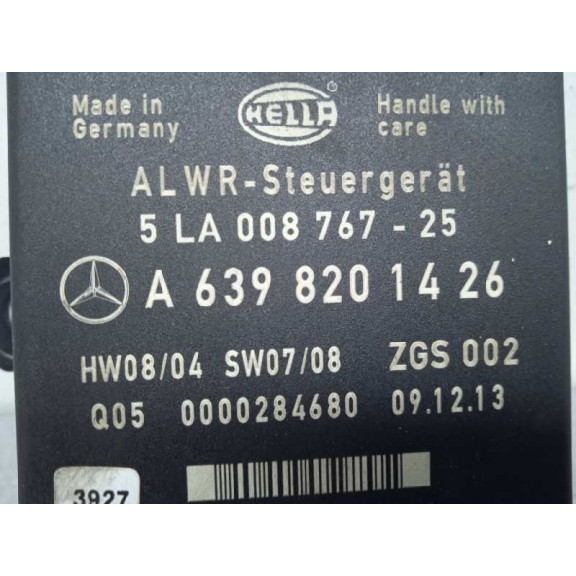 Made in
Germany
HELLA
Handle with
care
ALWR-Steuergerät
5 LA 008 767 - 25
A 639 820 14 26
HW08/04 SW07/08 ZGS 002
Q05 0000284680 09.12.13
3927